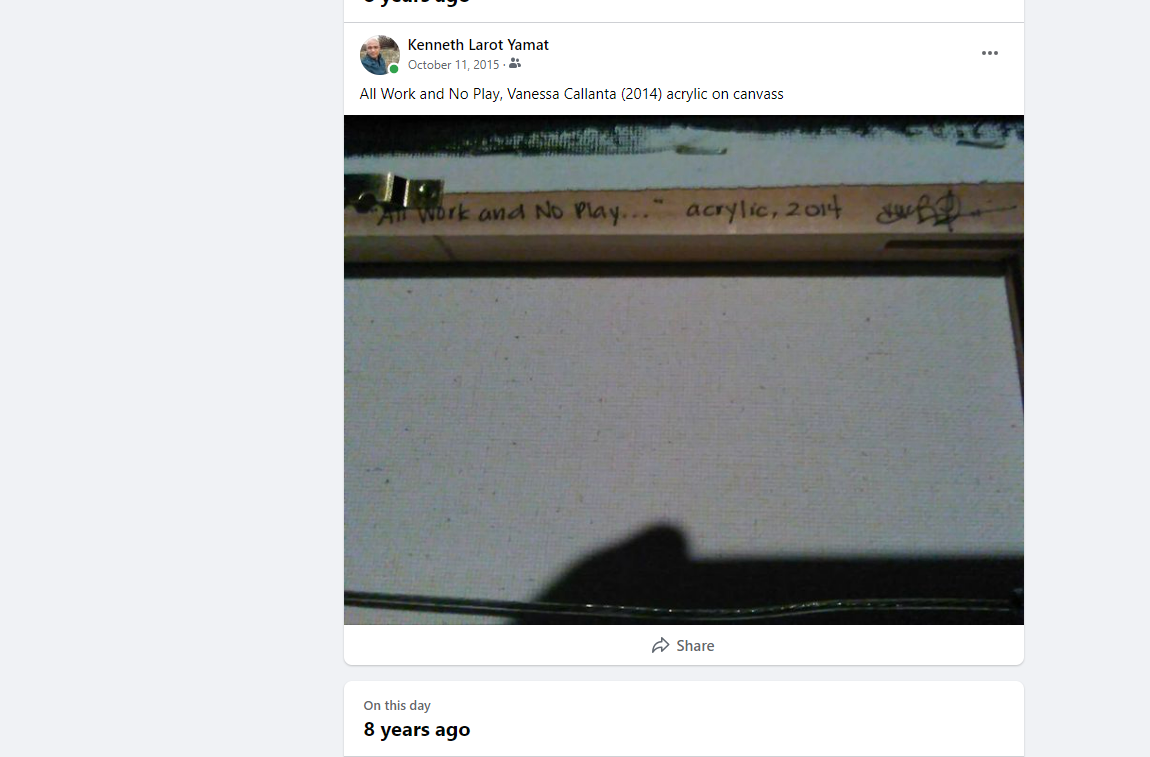 Kenneth Larot Yamat
October 11, 2015 ·
All Work and No Play, Vanessa Callanta (2014) acrylic on canvass
"All Work and No Play..." acrylic, 2014
Share
On this day
8 years ago